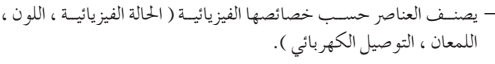 – يصنف العناصر حسب خصائصها الفيزيائية ( الحالة الفيزيائية ، اللون ،
اللمعان ، التوصيل الكهربائي ).